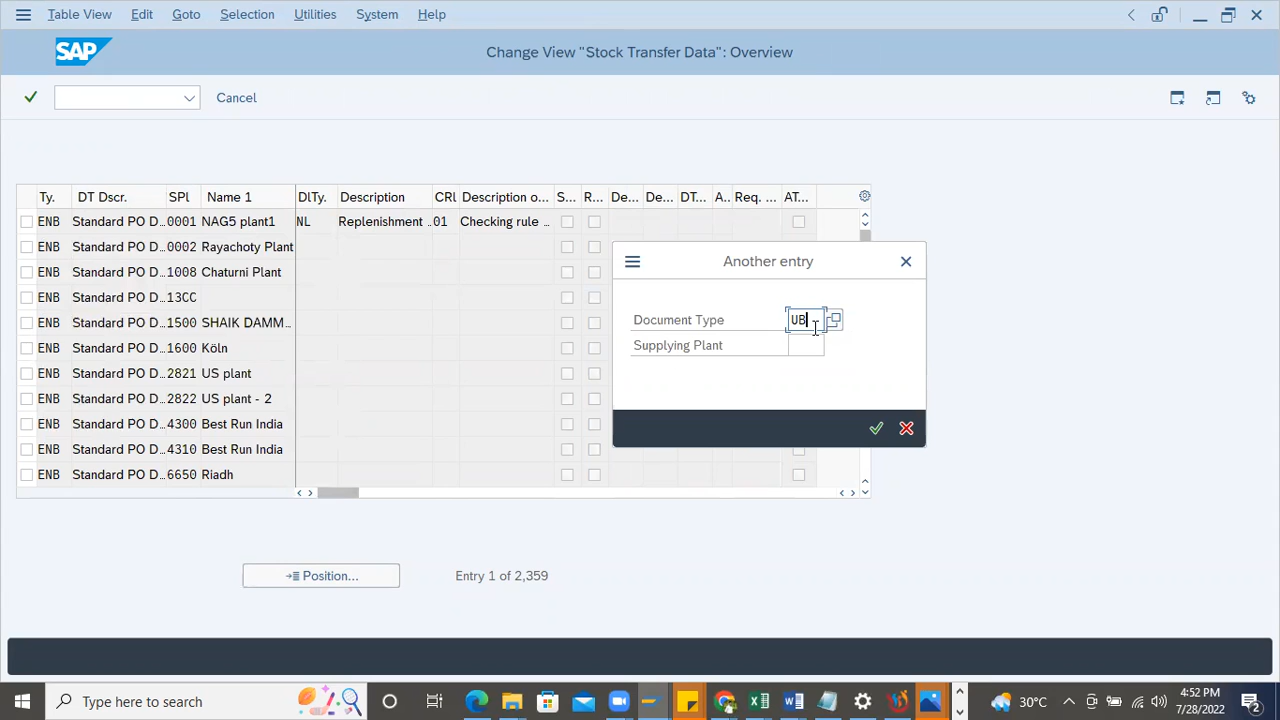 Table View Edit Goto Selection Utilities System Help
SAP Change View "Stock Transfer Data": Overview
Cancel
Ty. DT Dscr. SPl Name 1 DlTy. Description CRl Description o... S... R... De... De... DT... A.. Req. ... AT...
ENB Standard PO D... 0001 NAG5 plant1 NL Replenishment .. 01 Checking rule ...
ENB Standard PO D... 0002 Rayachoty Plant
ENB Standard PO D... 1008 Chaturni Plant
ENB Standard PO D... 13CC
ENB Standard PO D... 1500 SHAIK DAMM...
ENB Standard PO D... 1600 Köln
ENB Standard PO D... 2821 US plant
ENB Standard PO D... 2822 US plant - 2
ENB Standard PO D... 4300 Best Run India
ENB Standard PO D... 4310 Best Run India
ENB Standard PO D... 6650 Riadh
Another entry
Document Type UB
Supplying Plant
Position... Entry 1 of 2,359
Type here to search
30°C
4:52 PM
7/28/2022
2